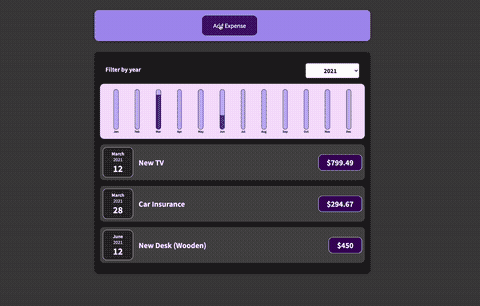 Add Expense
Filter by year
2021
Jan Feb Mar Apr May Jun Jul Aug Sep Oct Nov Dec
March
2021
12
New TV
$799.49
March
2021
28
Car Insurance
$294.67
June
2021
12
New Desk (Wooden)
$450